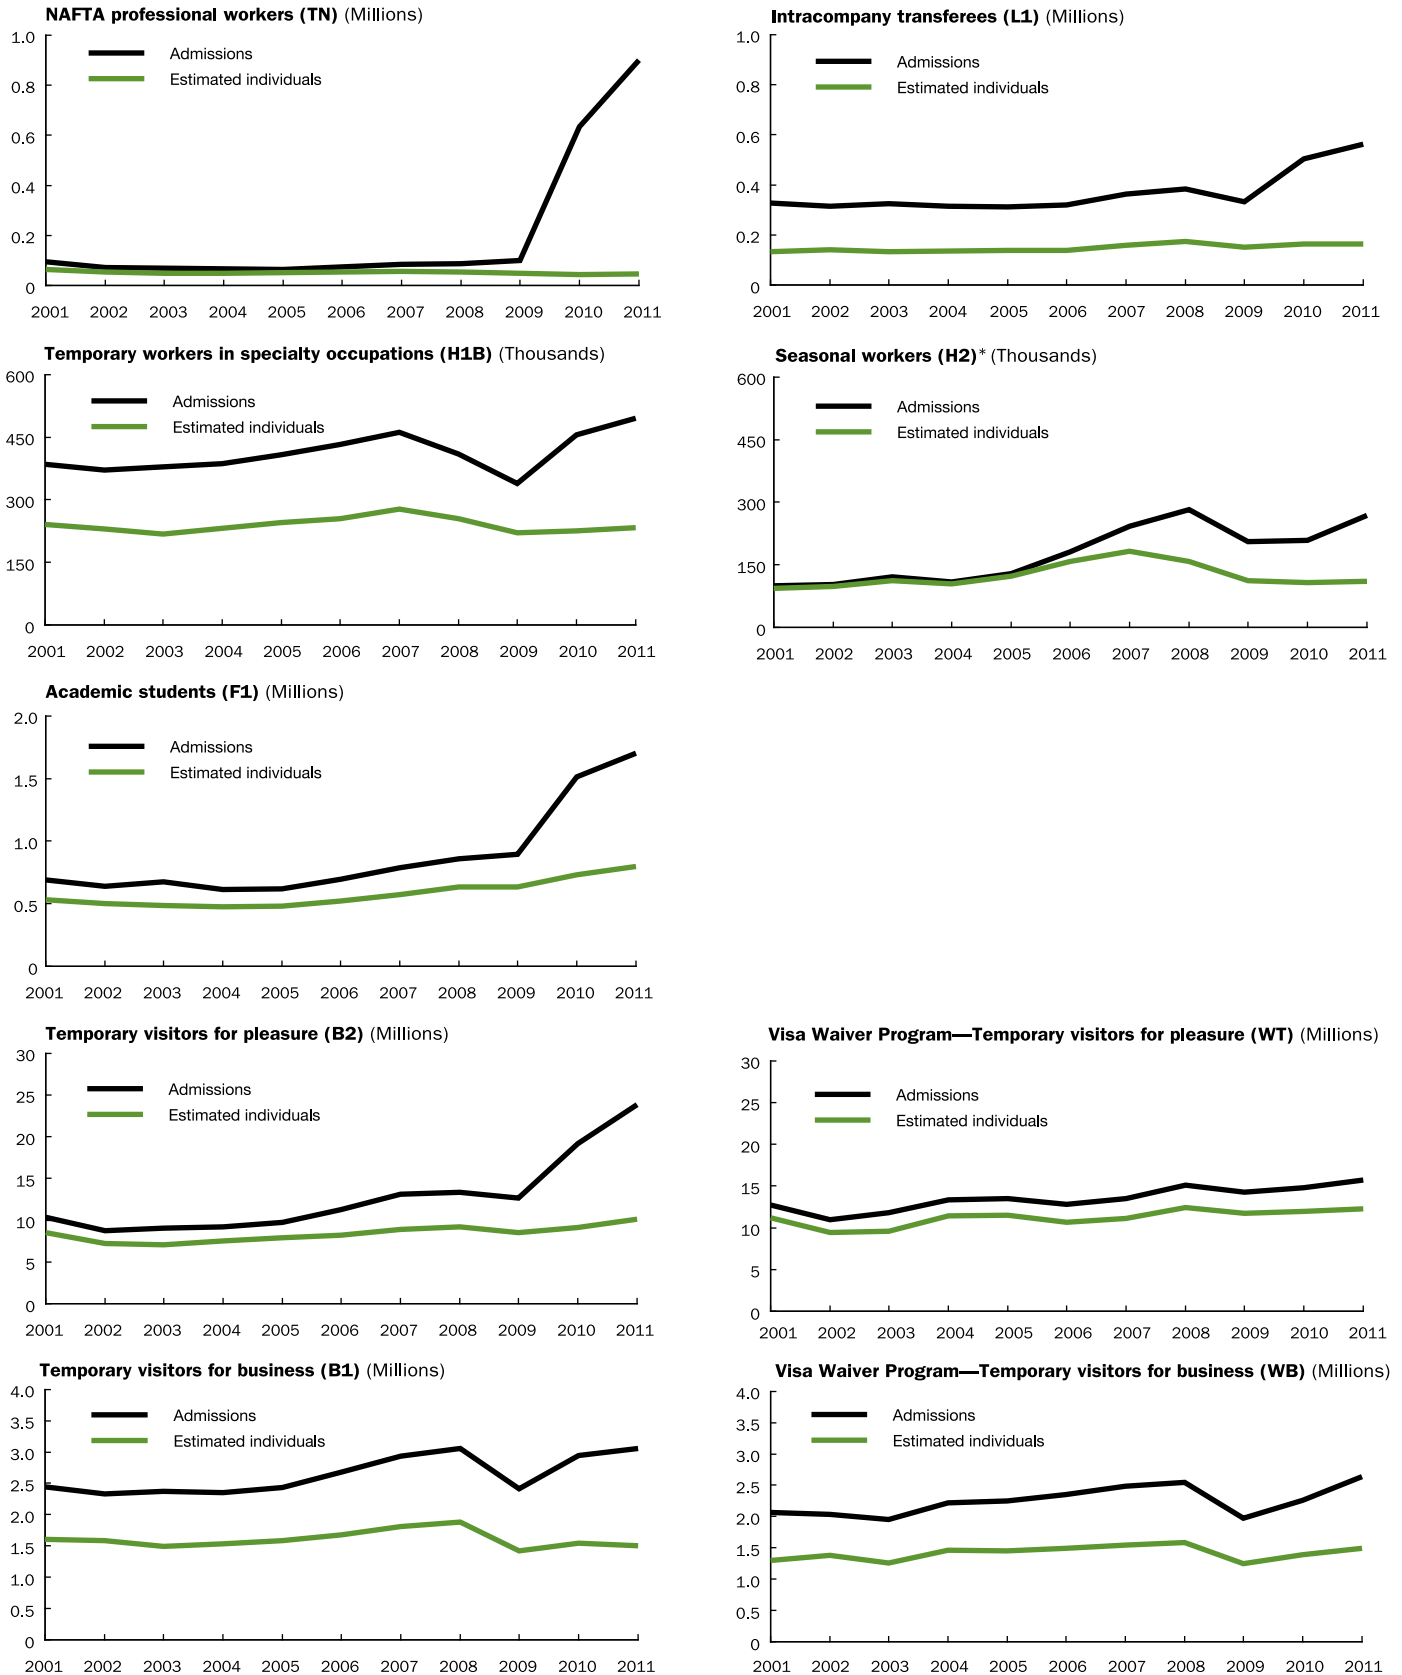 NAFTA professional workers (TN) (Millions)
1.0
0.8
0.6
0.4
0.2
0
Admissions
Estimated individuals
2001 2002 2003 2004 2005 2006 2007 2008 2009 2010 2011
Intracompany transferees (L1) (Millions)
1.0
0.8
0.6
0.4
0.2
0
Admissions
Estimated individuals
2001 2002 2003 2004 2005 2006 2007 2008 2009 2010 2011
Temporary workers in specialty occupations (H1B) (Thousands)
600
450
300
150
0
Admissions
Estimated individuals
2001 2002 2003 2004 2005 2006 2007 2008 2009 2010 2011
Seasonal workers (H2)* (Thousands)
600
450
300
150
0
Admissions
Estimated individuals
2001 2002 2003 2004 2005 2006 2007 2008 2009 2010 2011
Academic students (F1) (Millions)
2.0
1.5
1.0
0.5
0
Admissions
Estimated individuals
2001 2002 2003 2004 2005 2006 2007 2008 2009 2010 2011
Temporary visitors for pleasure (B2) (Millions)
30
25
20
15
10
5
0
Admissions
Estimated individuals
2001 2002 2003 2004 2005 2006 2007 2008 2009 2010 2011
Visa Waiver Program—Temporary visitors for pleasure (WT) (Millions)
30
25
20
15
10
5
0
Admissions
Estimated individuals
2001 2002 2003 2004 2005 2006 2007 2008 2009 2010 2011
Temporary visitors for business (B1) (Millions)
4.0
3.5
3.0
2.5
2.0
1.5
1.0
0.5
0
Admissions
Estimated individuals
2001 2002 2003 2004 2005 2006 2007 2008 2009 2010 2011
Visa Waiver Program—Temporary visitors for business (WB) (Millions)
4.0
3.5
3.0
2.5
2.0
1.5
1.0
0.5
0
Admissions
Estimated individuals
2001 2002 2003 2004 2005 2006 2007 2008 2009 2010 2011